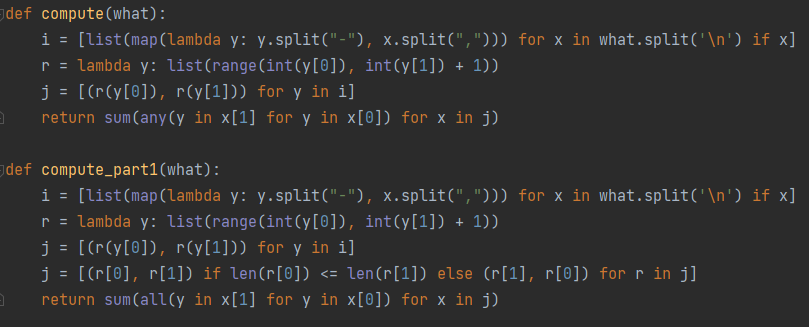 def compute(what):
    i = [list(map(lambda y: y.split("-"), x.split(","))) for x in what.split('\n') if x]
    r = lambda y: list(range(int(y[0]), int(y[1]) + 1))
    j = [(r(y[0]), r(y[1])) for y in i]
    return sum(any(y in x[1] for y in x[0]) for x in j)

def compute_part1(what):
    i = [list(map(lambda y: y.split("-"), x.split(","))) for x in what.split('\n') if x]
    r = lambda y: list(range(int(y[0]), int(y[1]) + 1))
    j = [(r(y[0]), r(y[1])) for y in i]
    j = [(r[0], r[1]) if len(r[0]) <= len(r[1]) else (r[1], r[0]) for r in j]
    return sum(all(y in x[1] for y in x[0]) for x in j)